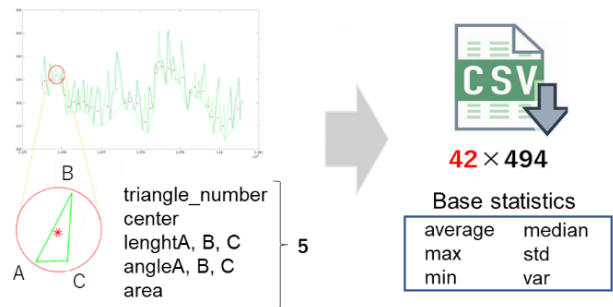 B
A
C
triangle_number
center
lenghtA, B, C
angleA, B, C
area
5
CSV
42×494
Base statistics
average median
max std
min var